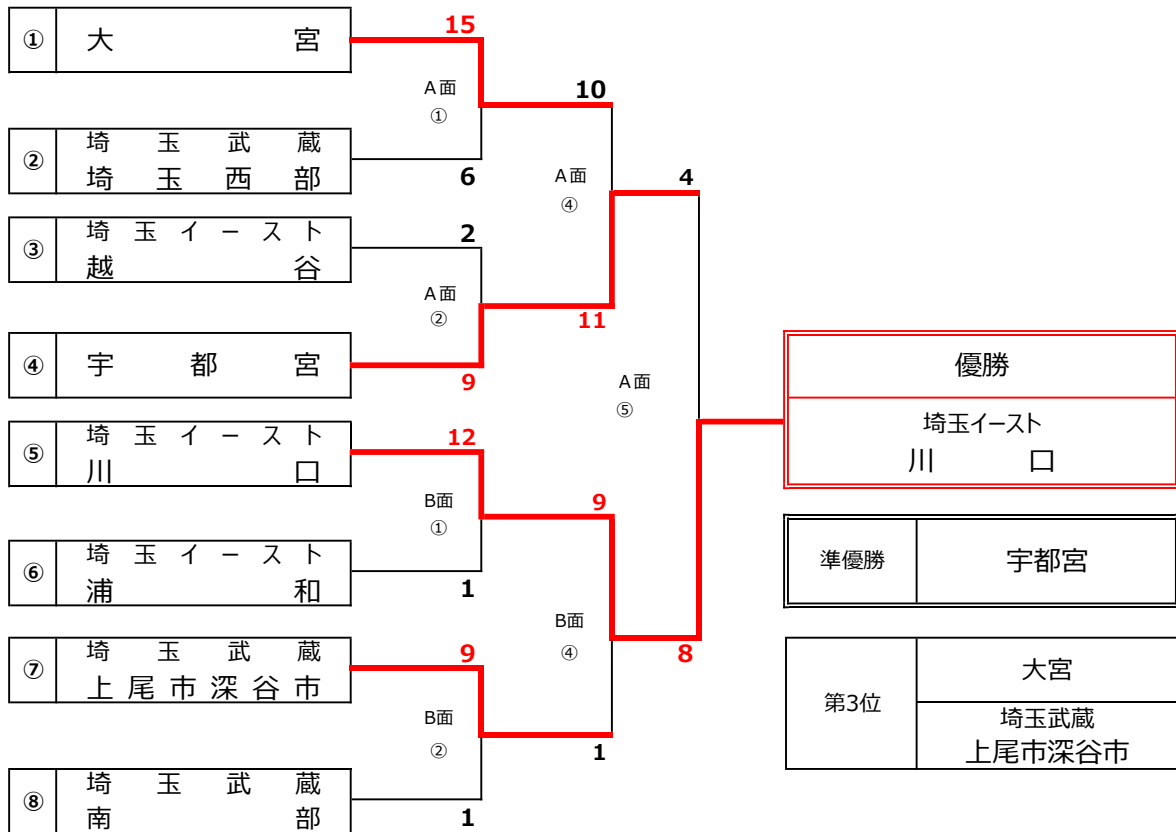 ① 大宮
15
A面
①
10
② 埼玉武蔵
埼玉西部
6
A面
④
4
③ 埼玉イースト
越谷
2
A面
②
11
④ 宇都宮
9
A面
⑤
優勝
埼玉イースト
川口
⑤ 埼玉イースト
川口
12
B面
①
9
⑥ 埼玉イースト
浦和
1
準優勝 宇都宮
B面
④
8
⑦ 埼玉武蔵
上尾市深谷市
9
B面
②
1
第3位
大宮
埼玉武蔵
上尾市深谷市
⑧ 埼玉武蔵
南部
1